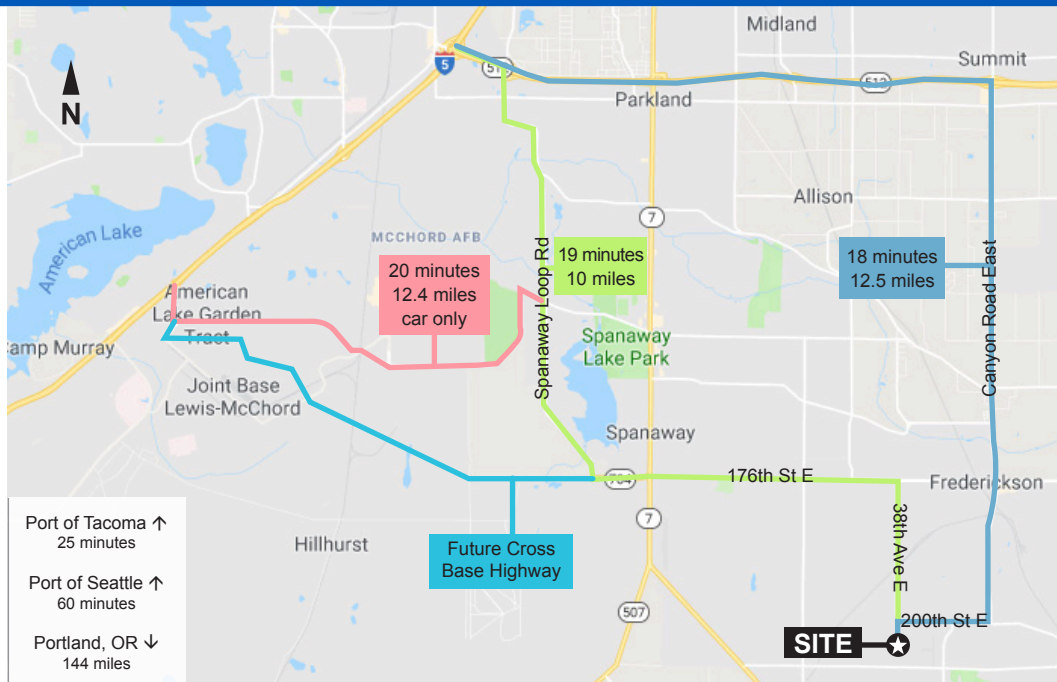 Midland
Summit
N
5
512
512
Parkland
Allison
American Lake
MCCHORD AFB
7
Spanaway Loop Rd
19 minutes
10 miles
18 minutes
12.5 miles
Canyon Road East
20 minutes
12.4 miles
car only
American
Lake Garden
Tract
Camp Murray
Spanaway
Lake Park
Joint Base
Lewis-McChord
Spanaway
704
176th St E
Frederickson
38th Ave E
Port of Tacoma ↑
25 minutes
Port of Seattle ↑
60 minutes
Portland, OR ↓
144 miles
Hillhurst
Future Cross
Base Highway
7
507
200th St E
SITE